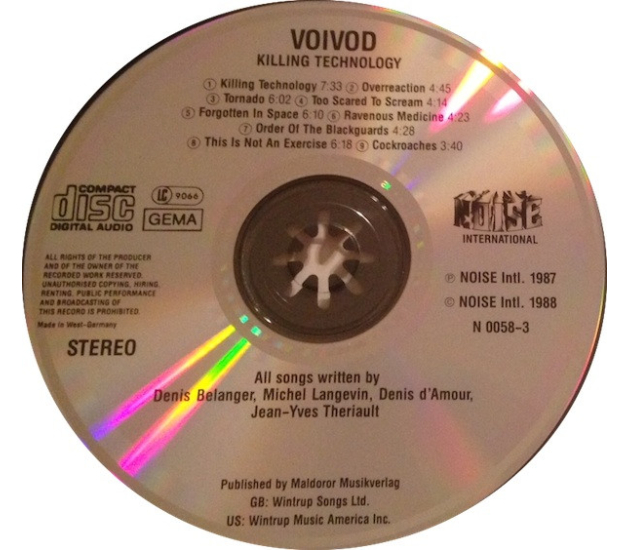 VOIVOD
KILLING TECHNOLOGY
① Killing Technology 7:33 ② Overreaction 4:45
③ Tornado 6:02 ④ Too Scared To Scream 4:14
⑤ Forgotten In Space 6:10 ⑥ Ravenous Medicine 4:23
⑦ Order Of The Blackguards 4:28
⑧ This Is Not An Exercise 6:18 ⑨ Cockroaches 3:40
COMPACT
disc
DIGITAL AUDIO
LC 9066
GEMA
NOISE
INTERNATIONAL
ALL RIGHTS OF THE PRODUCER
AND OF THE OWNER OF THE
RECORDED WORK RESERVED.
UNAUTHORISED COPYING, HIRING,
RENTING, PUBLIC PERFORMANCE
AND BROADCASTING OF
THIS RECORD IS PROHIBITED.
Made in West-Germany
STEREO
℗ NOISE Intl. 1987
© NOISE Intl. 1988
N 0058-3
All songs written by
Denis Belanger, Michel Langevin, Denis d'Amour,
Jean-Yves Theriault
Published by Maldoror Musikverlag
GB: Wintrup Songs Ltd.
US: Wintrup Music America Inc.